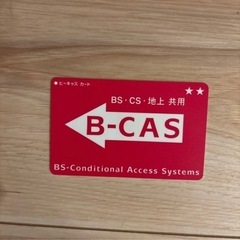 ●ビーキャス カード
★★
BS・CS・地上 共用
B-CAS
BS-Conditional Access Systems